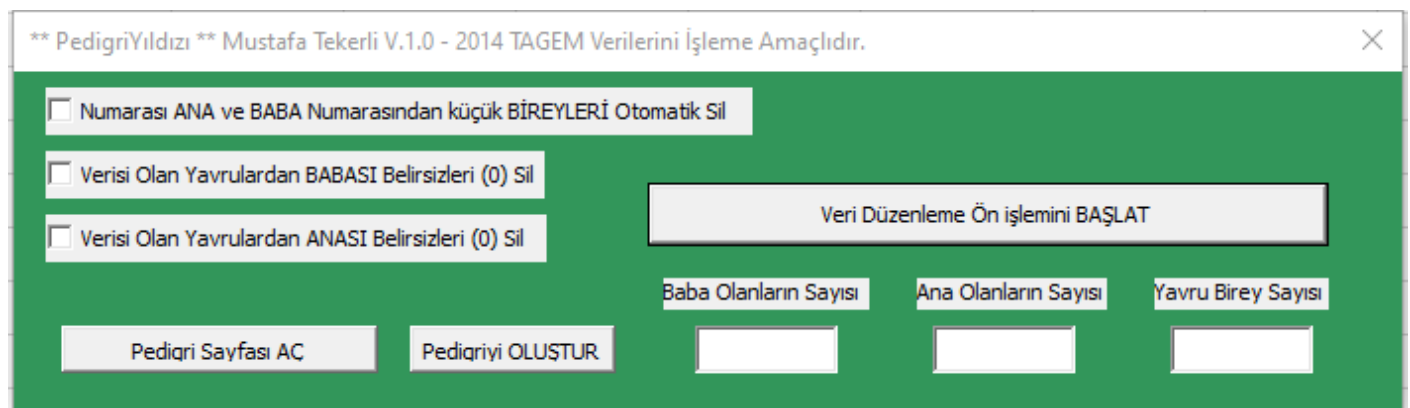 ** PedigriYıldızı ** Mustafa Tekerli V.1.0 - 2014 TAGEM Verilerini İşleme Amaçlıdır.
Numarası ANA ve BABA Numarasından küçük BİREYLERİ Otomatik Sil
Verisi Olan Yavrulardan BABASI Belirsizleri (0) Sil
Verisi Olan Yavrulardan ANASI Belirsizleri (0) Sil
Veri Düzenleme Ön işlemini BAŞLAT
Baba Olanların Sayısı
Ana Olanların Sayısı
Yavru Birey Sayısı
Pedigri Sayfası AÇ
Pedigriyi OLUŞTUR